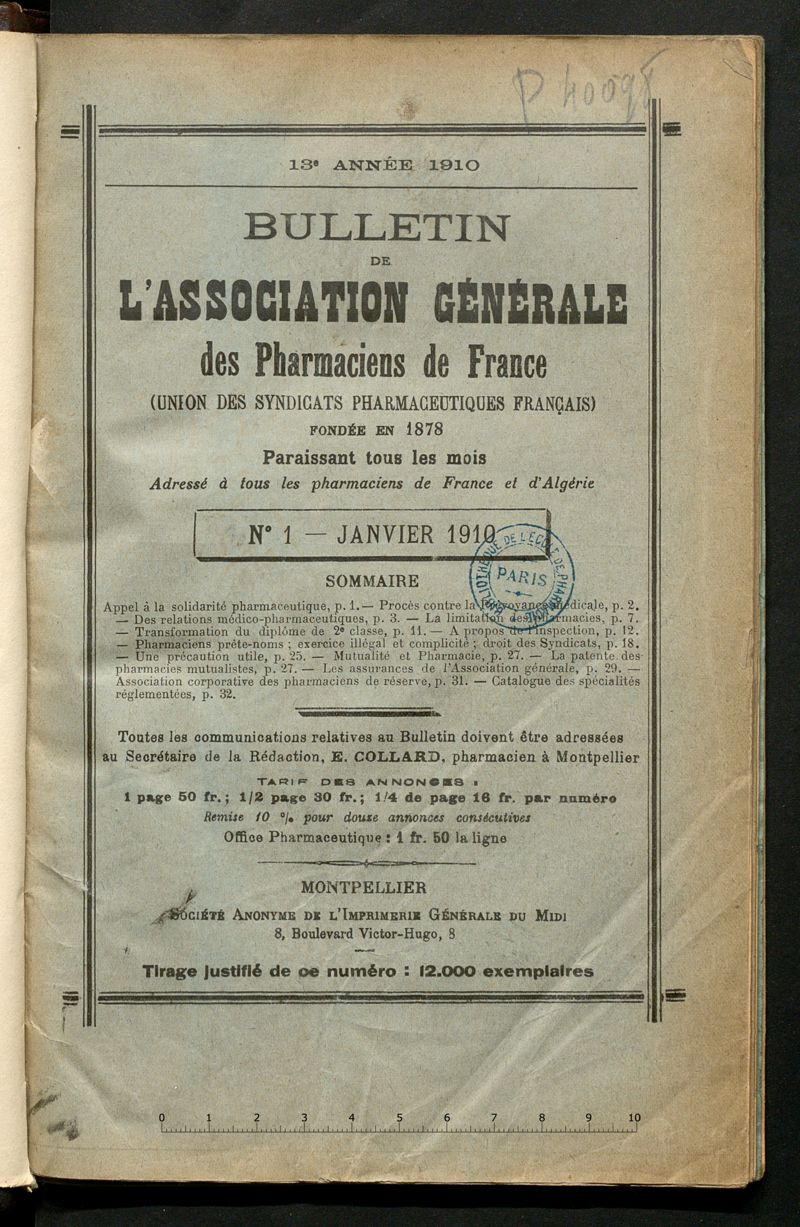 P 40098
13e ANNÉE 1910
BULLETIN
DE
L'ASSOCIATION GÉNÉRALE
des Pharmaciens de France
(UNION DES SYNDICATS PHARMACEUTIQUES FRANÇAIS)
FONDÉE EN 1878
Paraissant tous les mois
Adressé à tous les pharmaciens de France et d'Algérie
N° 1 — JANVIER 1910
BIBLIOTHÈQUE DE L'ÉCOLE DE PHARMACIE
PARIS
SOMMAIRE
Appel à la solidarité pharmaceutique, p. 1. — Procès contre la Prévoyance médicale, p. 2.
— Des relations médico-pharmaceutiques, p. 3. — La limitation des pharmacies, p. 7.
— Transformation du diplôme de 2e classe, p. 11. — A propos de l'inspection, p. 12.
— Pharmaciens prête-noms ; exercice illégal et complicité ; droit des Syndicats, p. 18.
— Une précaution utile, p. 25. — Mutualité et Pharmacie, p. 27. — La patente des
pharmacies mutualistes, p. 27. — Les assurances de l'Association générale, p. 29. —
Association corporative des pharmaciens de réserve, p. 31. — Catalogue des spécialités
réglementées, p. 32.
Toutes les communications relatives au Bulletin doivent être adressées
au Secrétaire de la Rédaction, E. COLLARD, pharmacien à Montpellier
TARIF DES ANNONCES :
1 page 50 fr.; 1/2 page 30 fr.; 1/4 de page 16 fr. par numéro
Remise 10 % pour douze annonces consécutives
Office Pharmaceutique : 1 fr. 50 la ligne
MONTPELLIER
SOCIÉTÉ ANONYME DE L'IMPRIMERIE GÉNÉRALE DU MIDI
8, Boulevard Victor-Hugo, 8
Tirage justifié de ce numéro : 12.000 exemplaires
0 1 2 3 4 5 6 7 8 9 10